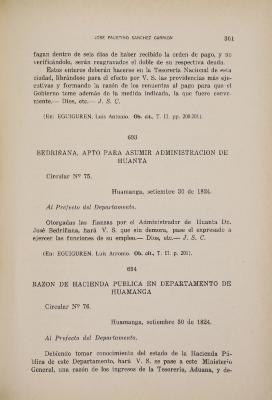 JOSE FAUSTINO SANCHEZ CARRION 361
fagan dentro de seis días de haber recibido la orden de pago, y no
verificándolo, serán reagravados el doble de su respectiva deuda.
Estos enteros deberán hacerse en la Tesorería Nacional de esta
ciudad, librándose para el efecto por V. S. las providencias más eje-
cutivas y formando la razón de los renuentes al pago para que el
Gobierno tome además de la medida indicada, la que fuere conve-
niente.— Dios, etc.— J. S. C.
(En: EGUIGUREN, Luis Antonio. Ob. cit., T. II. pp. 200-201).
693
BEDRIÑANA, APTO PARA ASUMIR ADMINISTRACION DE
HUANTA
Circular Nº 75.
Huamanga, setiembre 30 de 1824.
Al Prefecto del Departamento.
Otorgadas las fianzas por el Administrador de Huanta Dn.
José Bedriñana, hará V. S. que sin demora, pase el expresado a
ejercer las funciones de su empleo.— Dios, etc.— J. S. C.
(En: EGUIGUREN, Luis Antonio. Ob. cit., T. II. p. 201).
694
RAZON DE HACIENDA PUBLICA EN DEPARTAMENTO DE
HUAMANGA
Circular Nº 76.
Huamanga, setiembre 30 de 1824.
Al Prefecto del Departamento.
Debiendo tomar conocimiento del estado de la Hacienda Pú-
blica de este Departamento, hará V. S. se pase a este Ministerio
General, una razón de los ingresos de la Tesorería, Aduana, y de-